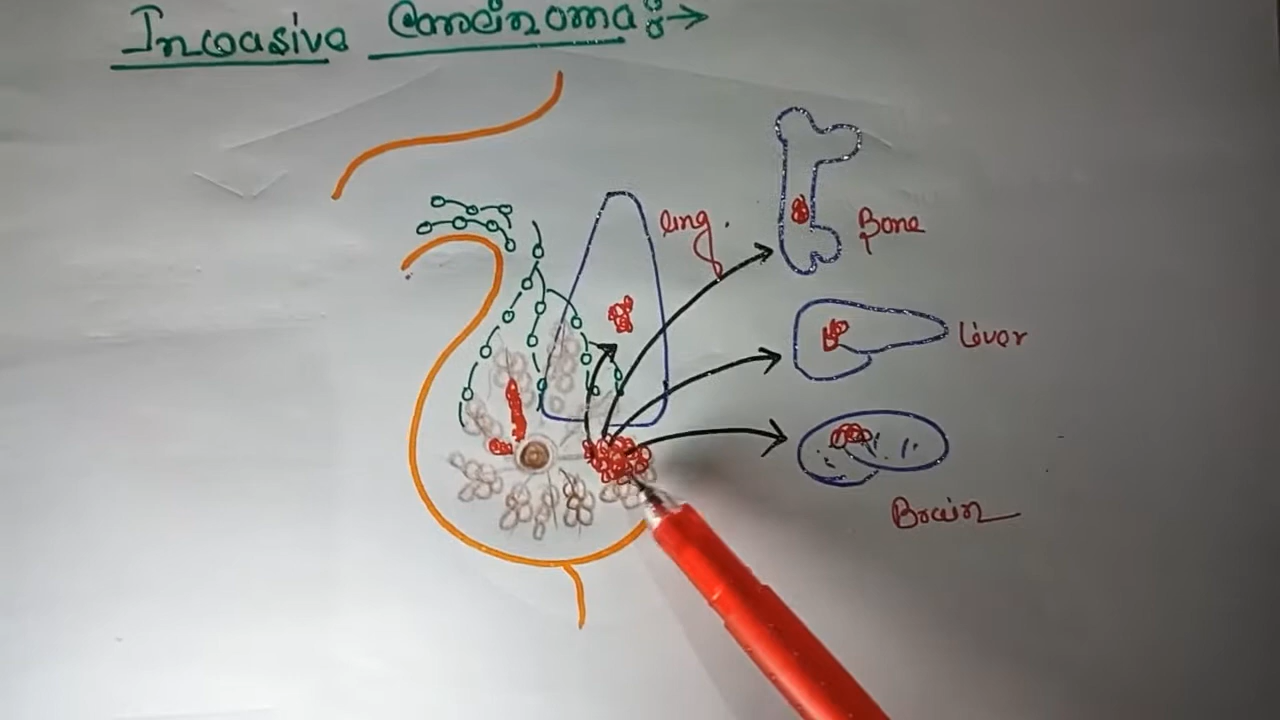 Invasive Carcinoma :→
lung.
Bone
Liver
Brain